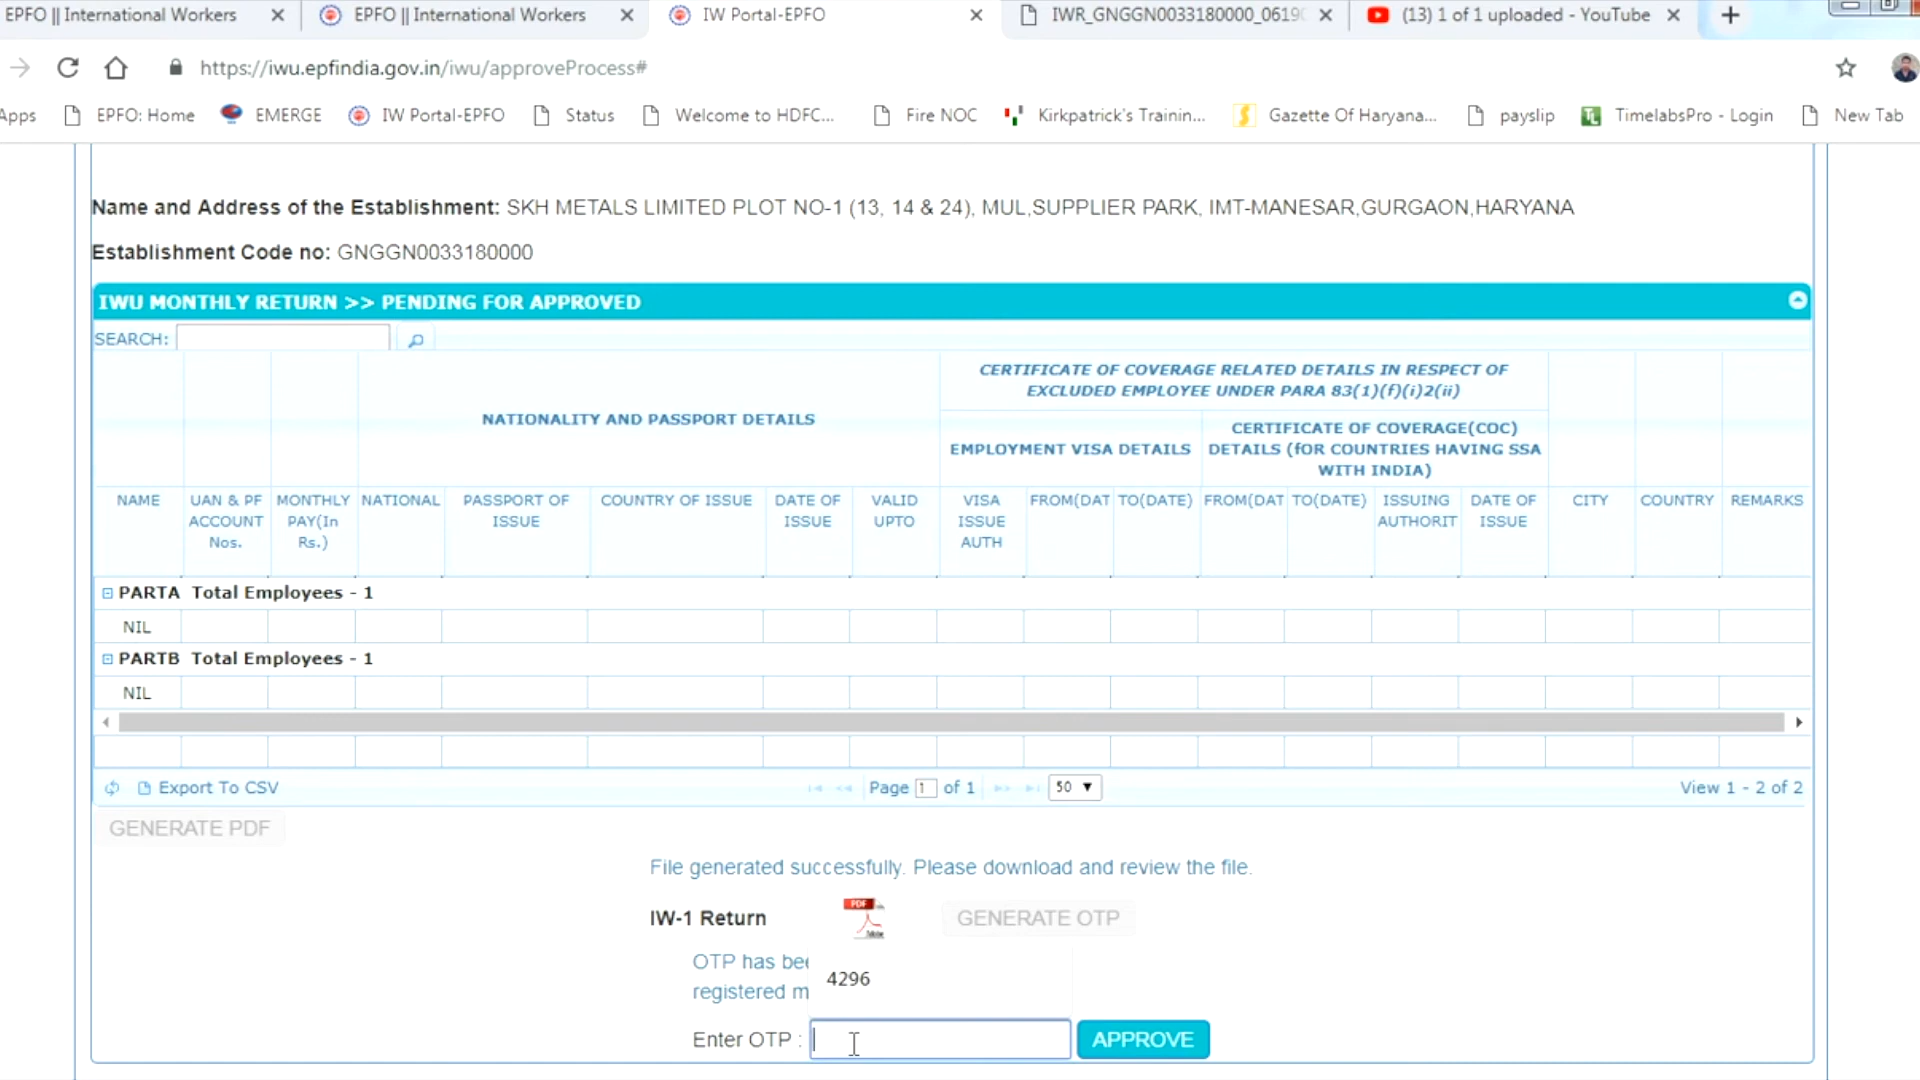 EPFO || International Workers
EPFO || International Workers
IW Portal-EPFO
IWR_GNGGN0033180000_0619
(13) 1 of 1 uploaded - YouTube
https://iwu.epfindia.gov.in/iwu/approveProcess#
Apps
EPFO: Home
EMERGE
IW Portal-EPFO
Status
Welcome to HDFC...
Fire NOC
Kirkpatrick's Trainin...
Gazette Of Haryana...
payslip
TimelabsPro - Login
New Tab
Name and Address of the Establishment: SKH METALS LIMITED PLOT NO-1 (13, 14 & 24), MUL,SUPPLIER PARK, IMT-MANESAR,GURGAON,HARYANA
Establishment Code no: GNGGN0033180000
IWU MONTHLY RETURN >> PENDING FOR APPROVED
SEARCH:
NATIONALITY AND PASSPORT DETAILS
CERTIFICATE OF COVERAGE RELATED DETAILS IN RESPECT OF
EXCLUDED EMPLOYEE UNDER PARA 83(1)(f)(i)2(ii)
EMPLOYMENT VISA DETAILS
CERTIFICATE OF COVERAGE(COC)
DETAILS (fOR COUNTRIES HAVING SSA
WITH INDIA)
NAME
UAN & PF
ACCOUNT
Nos.
MONTHLY
PAY(In
Rs.)
NATIONAL
PASSPORT OF
ISSUE
COUNTRY OF ISSUE
DATE OF
ISSUE
VALID
UPTO
VISA
ISSUE
AUTH
FROM(DAT
TO(DATE)
FROM(DAT
TO(DATE)
ISSUING
AUTHORIT
DATE OF
ISSUE
CITY
COUNTRY
REMARKS
PARTA Total Employees - 1
NIL
PARTB Total Employees - 1
NIL
Export To CSV
Page 1 of 1
50
View 1 - 2 of 2
GENERATE PDF
File generated successfully. Please download and review the file.
IW-1 Return
PDF
Adobe
GENERATE OTP
OTP has bee
registered m
4296
Enter OTP :
APPROVE